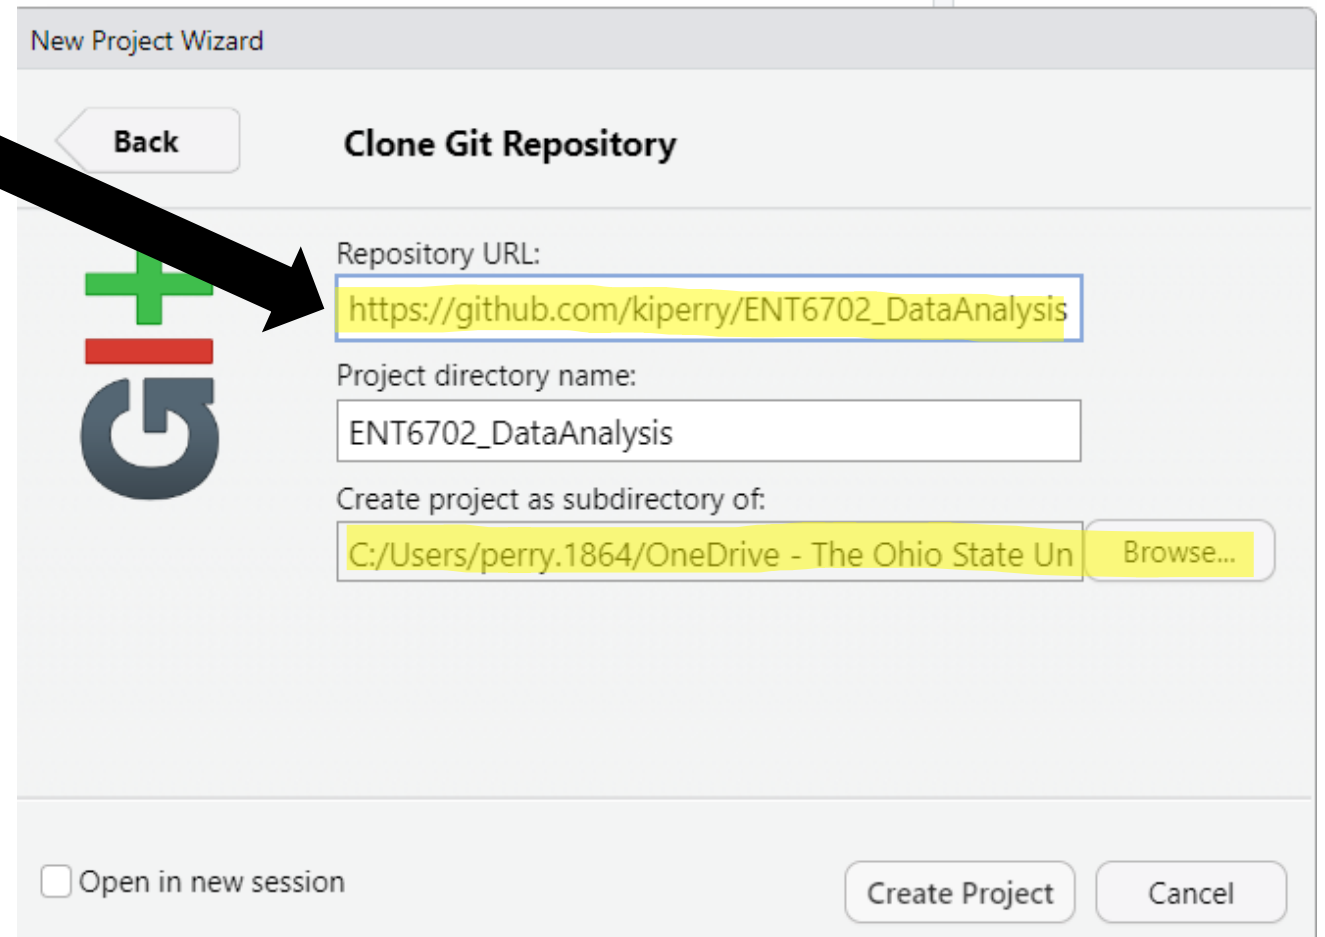 New Project Wizard
Back
Clone Git Repository
GIT
Repository URL:
https://github.com/kiperry/ENT6702_DataAnalysis
Project directory name:
ENT6702_DataAnalysis
Create project as subdirectory of:
C:/Users/perry.1864/OneDrive - The Ohio State Un
Browse...
Open in new session
Create Project
Cancel